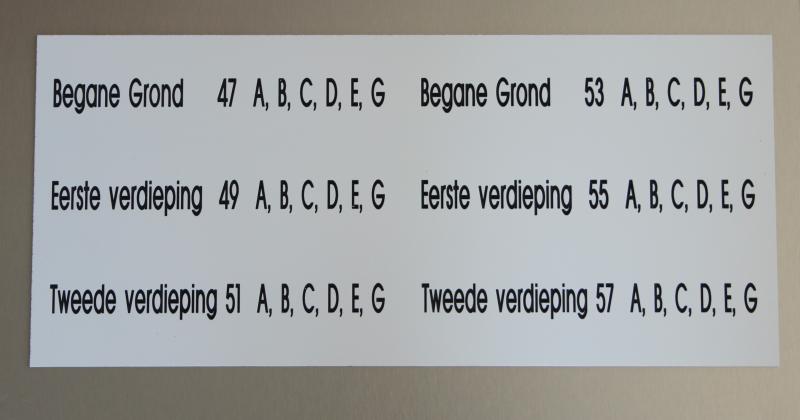 Begane Grond 47 A, B, C, D, E, G
Eerste verdieping 49 A, B, C, D, E, G
Tweede verdieping 51 A, B, C, D, E, G
Begane Grond 53 A, B, C, D, E, G
Eerste verdieping 55 A, B, C, D, E, G
Tweede verdieping 57 A, B, C, D, E, G